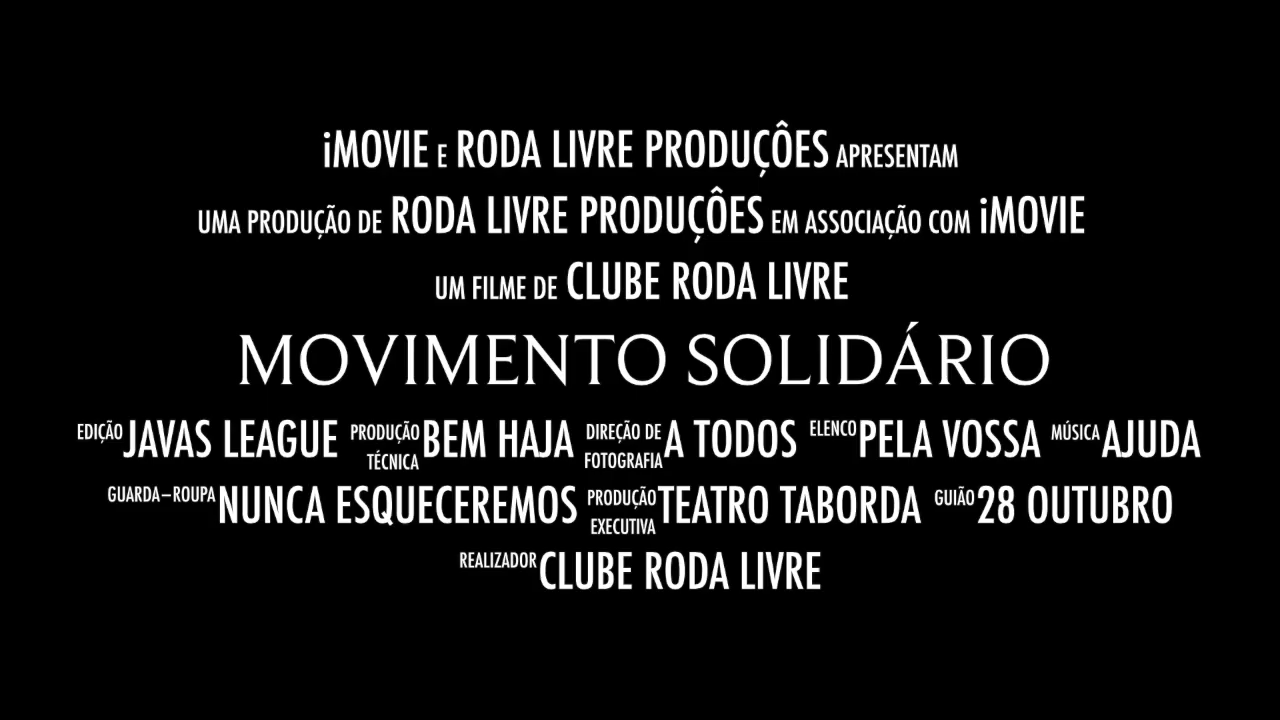 iMOVIE E RODA LIVRE PRODUÇÔES APRESENTAM
UMA PRODUÇÃO DE RODA LIVRE PRODUÇÔES EM ASSOCIAÇÃO COM iMOVIE
UM FILME DE CLUBE RODA LIVRE
MOVIMENTO SOLIDÁRIO
EDIÇÃO JAVAS LEAGUE PRODUÇÃO TÉCNICA BEM HAJA DIREÇÃO DE FOTOGRAFIA A TODOS ELENCO PELA VOSSA MÚSICA AJUDA
GUARDA–ROUPA NUNCA ESQUECEREMOS PRODUÇÃO EXECUTIVA TEATRO TABORDA GUIÃO 28 OUTUBRO
REALIZADOR CLUBE RODA LIVRE